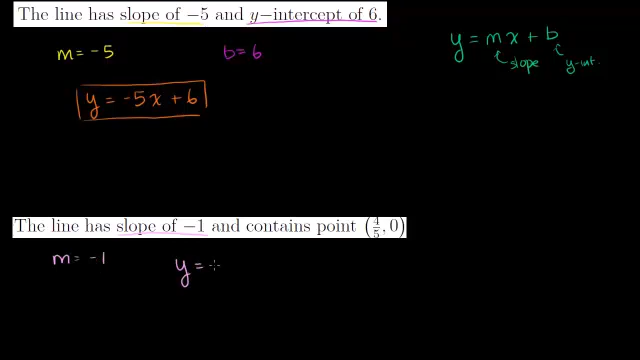 The line has slope of −5 and y−intercept of 6.
m = -5
b = 6
y = mx + b
slope
y-int.
y = -5x + 6
The line has slope of −1 and contains point (4/5, 0)
m = -1
y = -